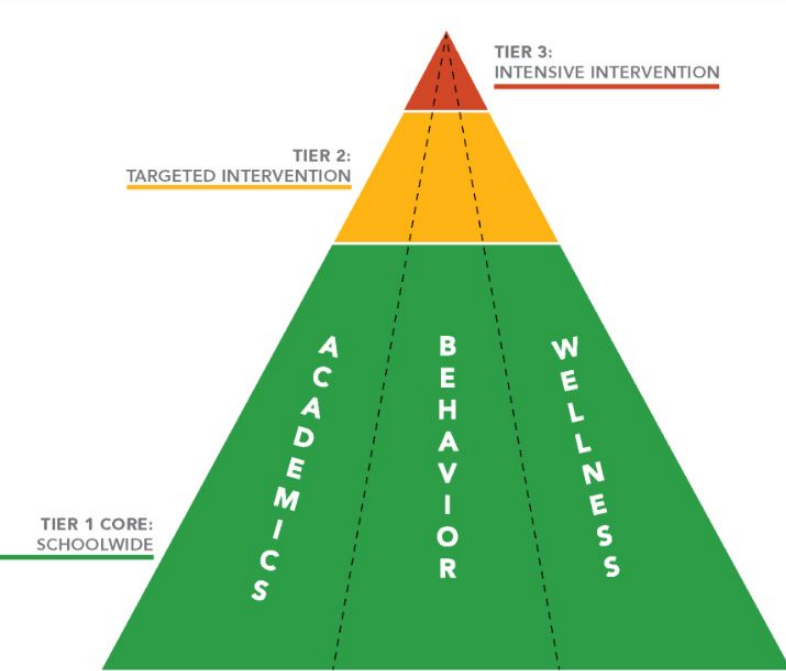 TIER 3:
INTENSIVE INTERVENTION
TIER 2:
TARGETED INTERVENTION
ACADEMICS
BEHAVIOR
WELLNESS
TIER 1 CORE:
SCHOOLWIDE